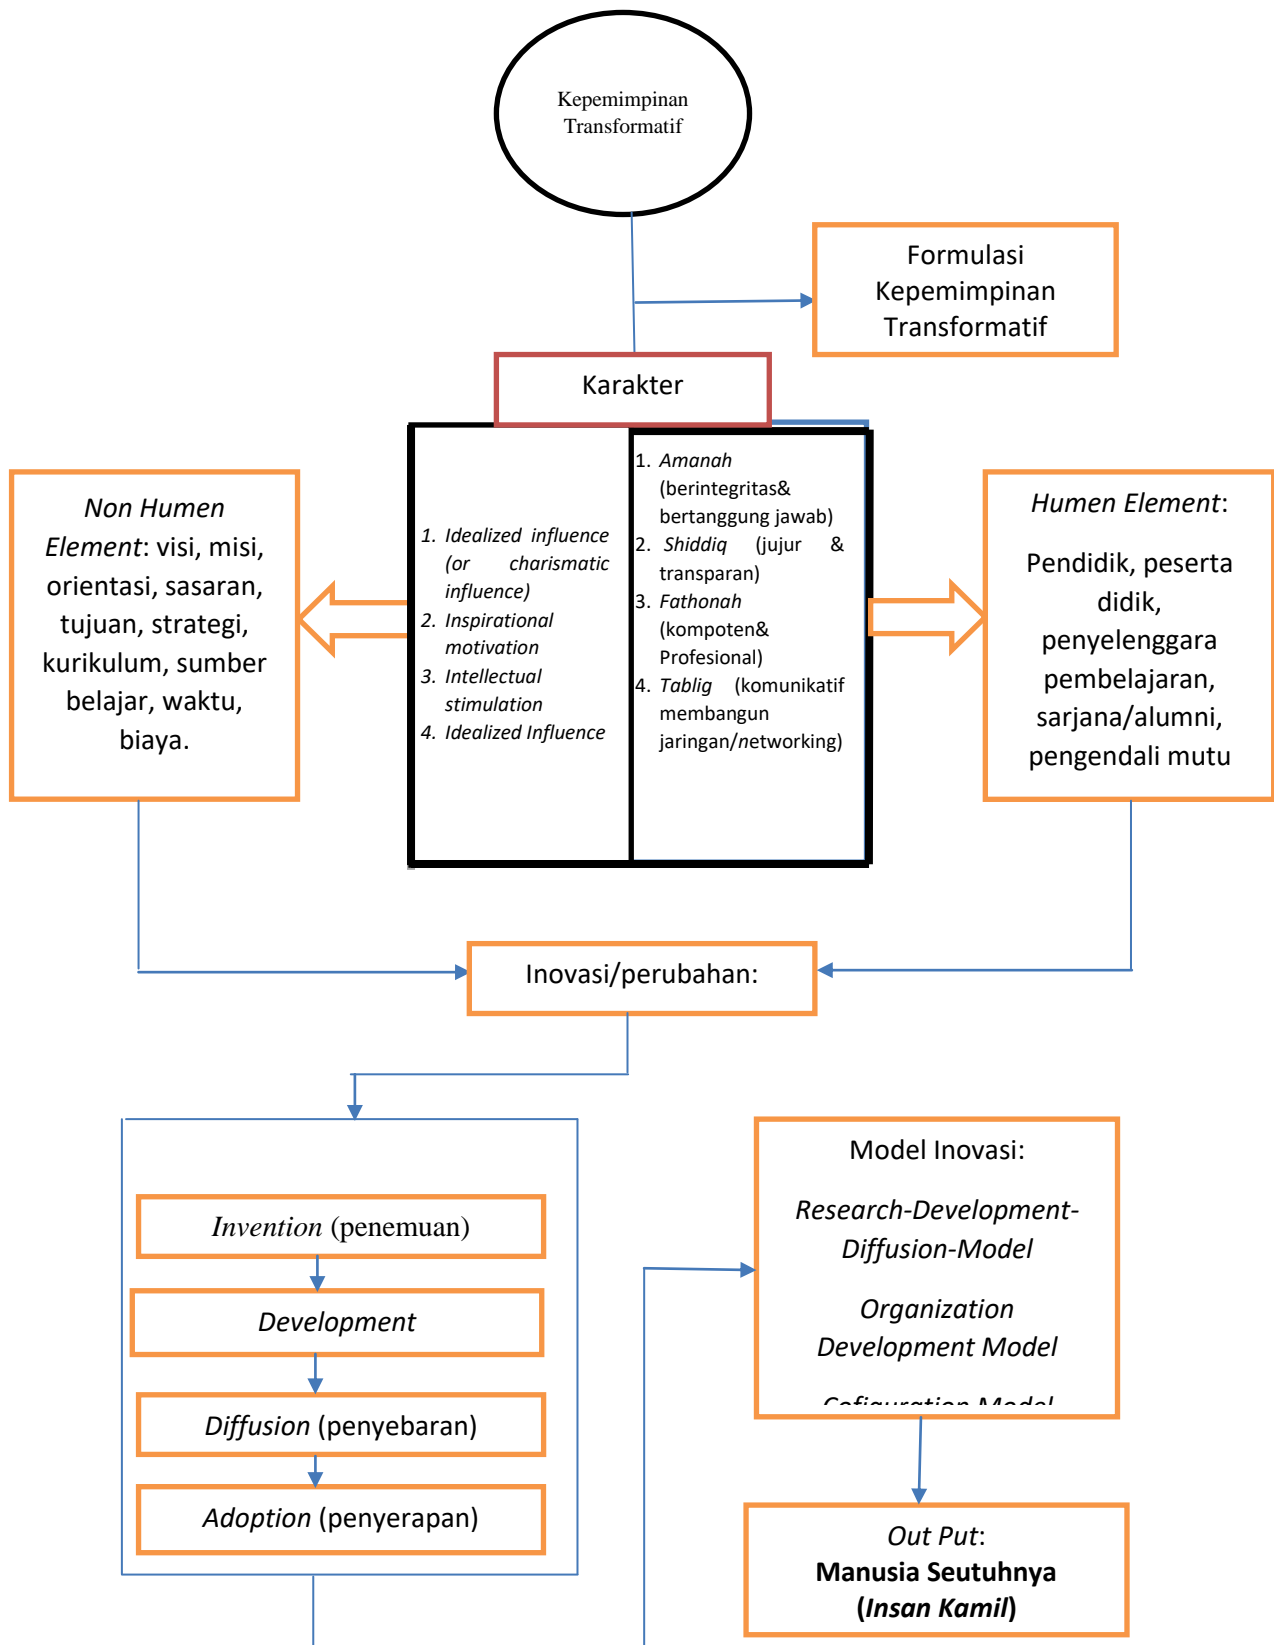 Kepemimpinan
Transformatif
Formulasi
Kepemimpinan
Transformatif
Karakter
Non Humen
Element: visi, misi,
orientasi, sasaran,
tujuan, strategi,
kurikulum, sumber
belajar, waktu,
biaya.
1. Idealized influence
(or charismatic
influence)
2. Inspirational
motivation
3. Intellectual
stimulation
4. Idealized Influence
1. Amanah
(berintegritas&
bertanggung jawab)
2. Shiddiq (jujur &
transparan)
3. Fathonah
(kompoten&
Profesional)
4. Tablig (komunikatif
membangun
jaringan/networking)
Humen Element:
Pendidik, peserta
didik,
penyelenggara
pembelajaran,
sarjana/alumni,
pengendali mutu
Inovasi/perubahan:
Invention (penemuan)
Development
Diffusion (penyebaran)
Adoption (penyerapan)
Model Inovasi:
Research-Development-
Diffusion-Model
Organization
Development Model
Cofiguration Model
Out Put:
Manusia Seutuhnya
(Insan Kamil)